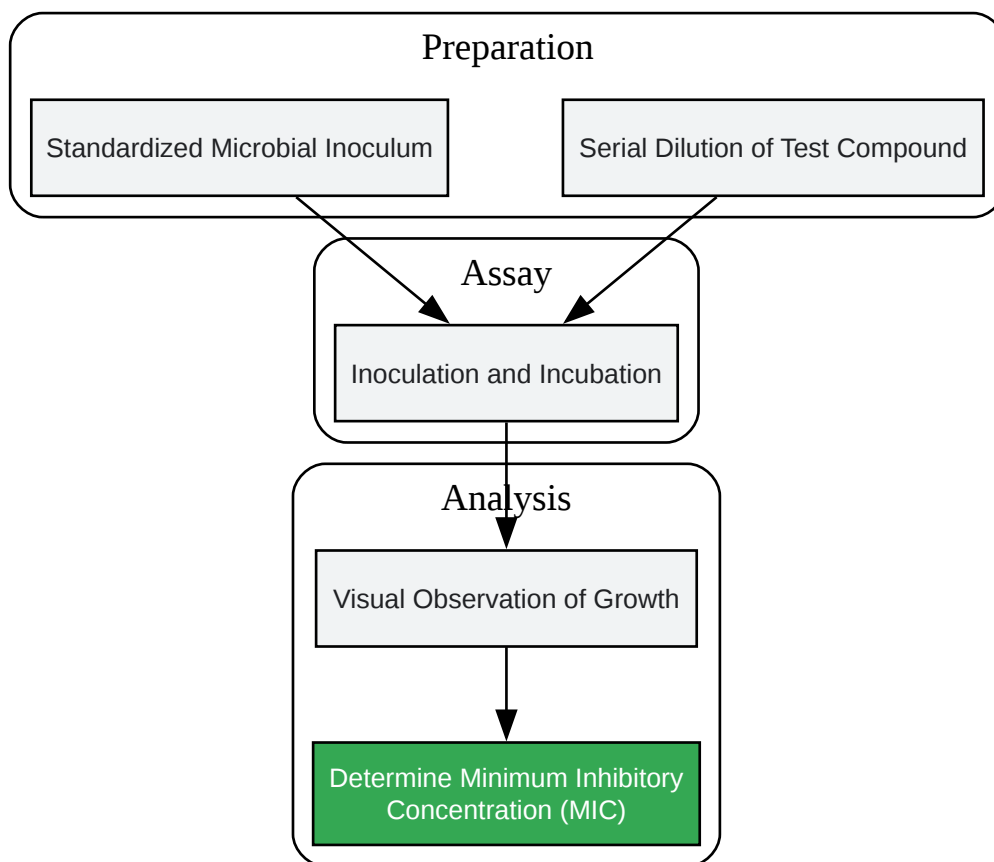 Preparation
Standardized Microbial Inoculum
Serial Dilution of Test Compound
Assay
Inoculation and Incubation
Analysis
Visual Observation of Growth
Determine Minimum Inhibitory
Concentration (MIC)